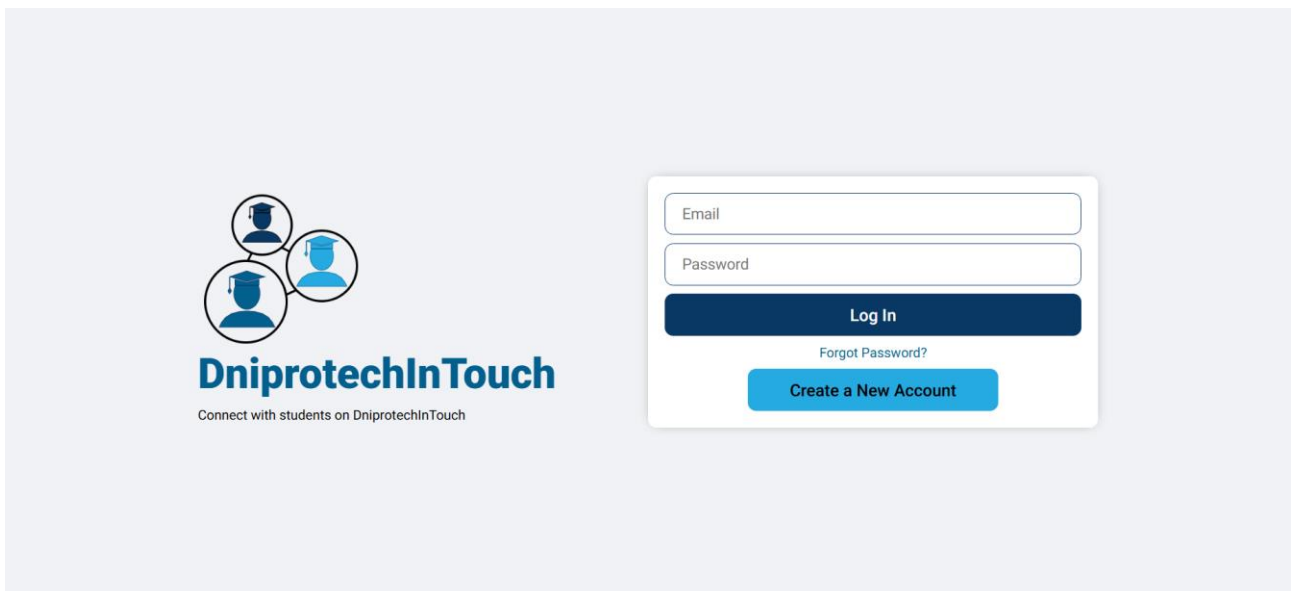 DniprotechInTouch
Connect with students on DniprotechInTouch
Email
Password
Log In
Forgot Password?
Create a New Account